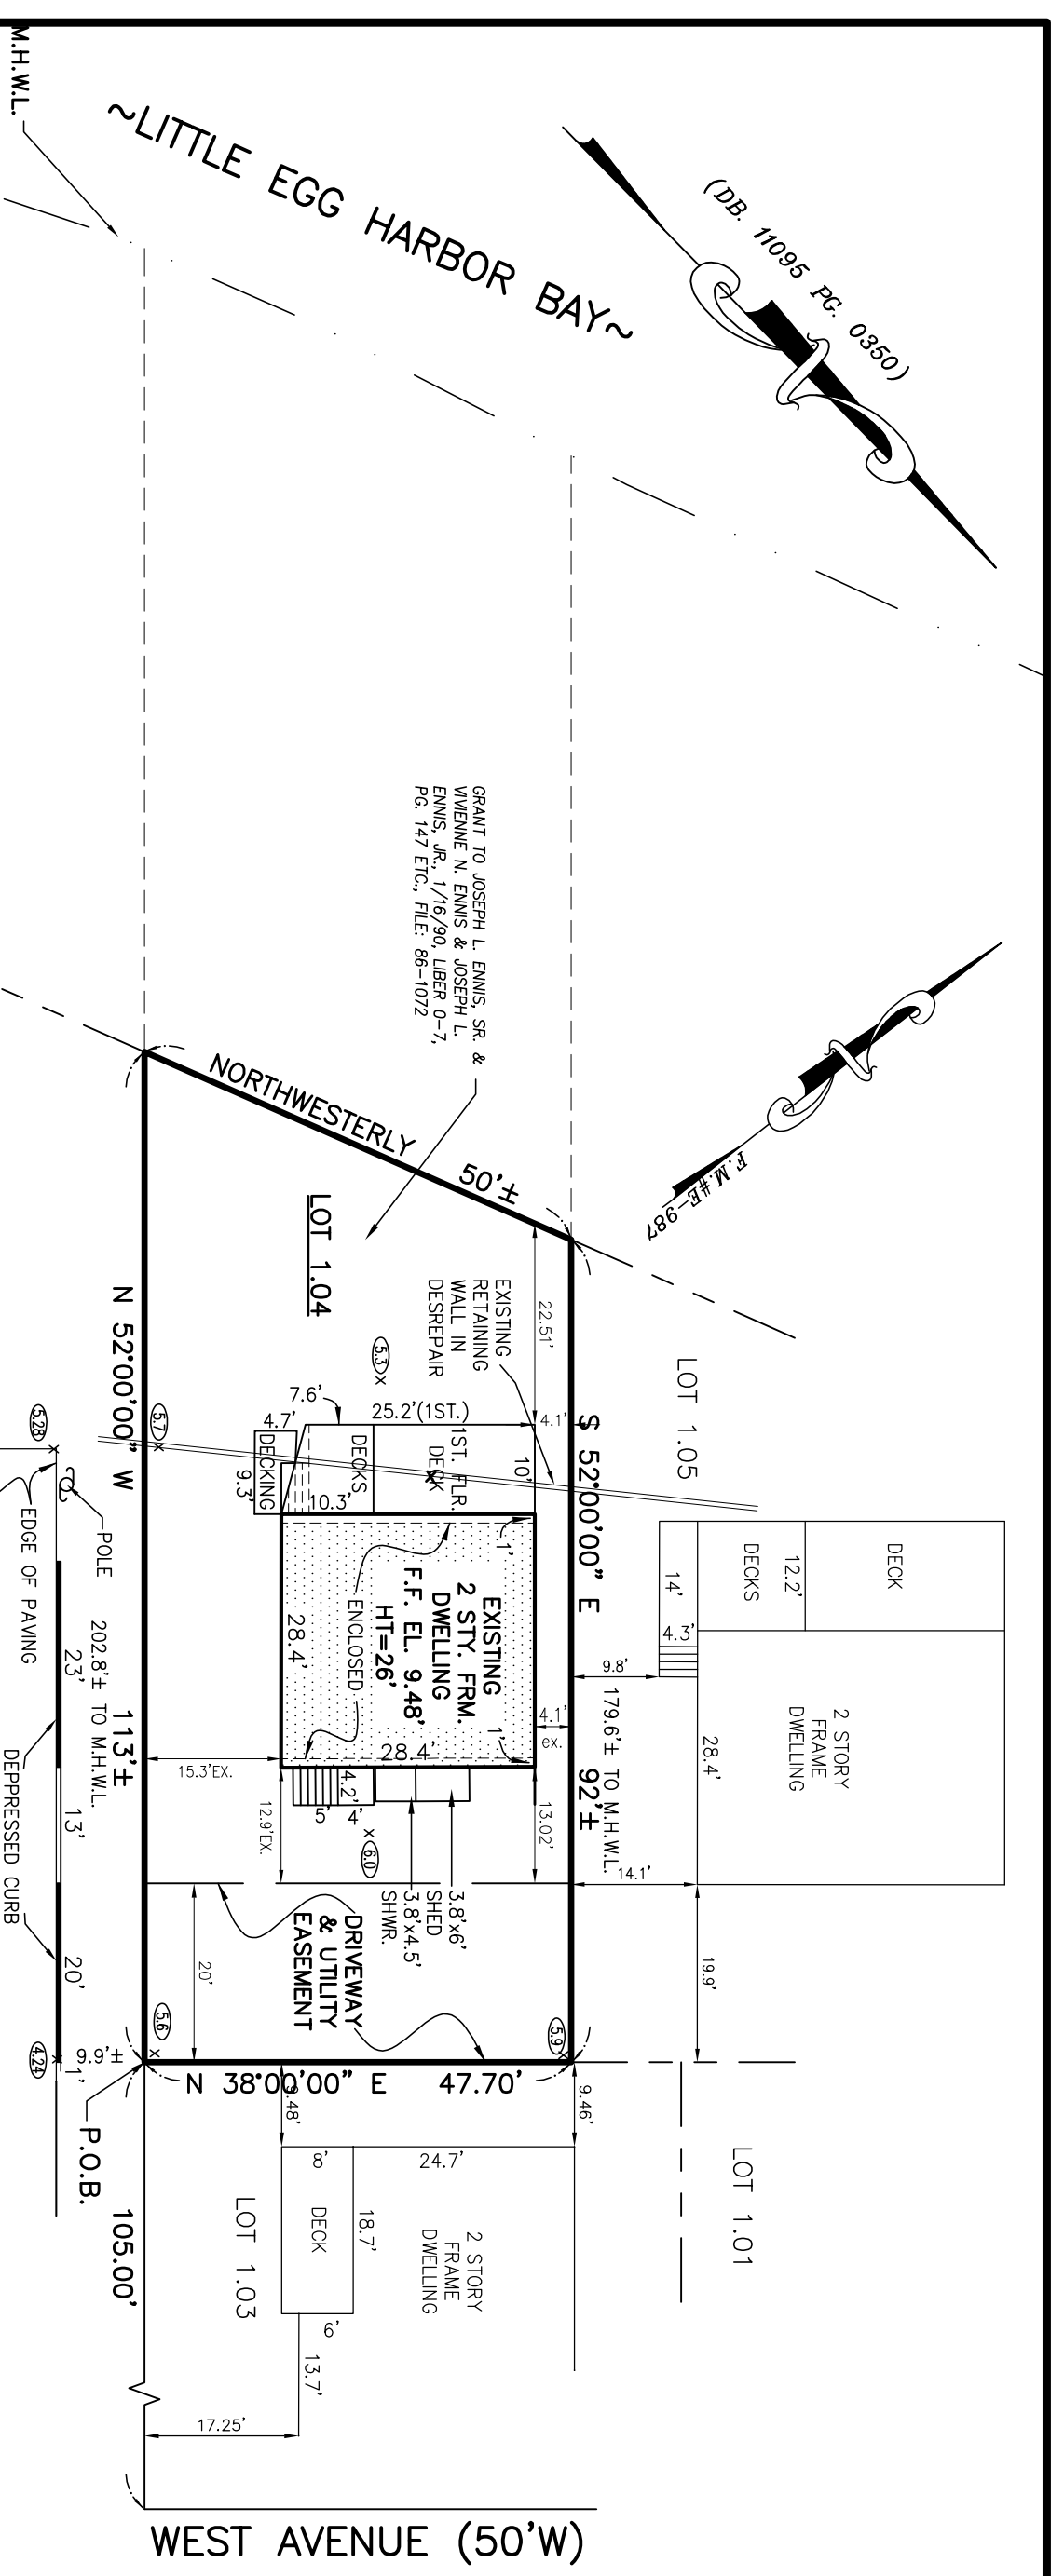 M.H.W.L.
~LITTLE EGG HARBOR BAY~
(DB. 11095 PG. 0350)
F.M.#E-987
GRANT TO JOSEPH L. ENNIS, SR. &
VIVIENNE N. ENNIS & JOSEPH L.
ENNIS, JR., 1/16/90, LIBER 0-7,
PG. 147 ETC., FILE: 86-1072
NORTHWESTERLY 50'±
LOT 1.04
22.51'
EXISTING
RETAINING
WALL IN
DESREPAIR
5.3 x
LOT 1.05
S 52°00'00" E 92'±
179.6'± TO M.H.W.L.
N 52°00'00" W 113'±
202.8'± TO M.H.W.L.
5.7 x
5.28 x
7.6'
25.2'(1ST.)
4.1'
4.7'
DECKING
9.3'
DECKS
1ST. FLR.
DECK
x
10'
10.3'
1'
EXISTING
2 STY. FRM.
DWELLING
F.F. EL. 9.48'
HT=26'
ENCLOSED
28.4'
28.4'
1'
4.1'
ex.
15.3'EX.
12.9'EX.
13.02'
4.2'
5'
4'
x 6.0
3.8'x6'
SHED
3.8'x4.5'
SHWR.
DRIVEWAY
& UTILITY
EASEMENT
20'
5.6 x
5.9 x
DECK
12.2'
DECKS
14'
4.3'
9.8'
2 STORY
FRAME
DWELLING
28.4'
14.1'
19.9'
POLE
EDGE OF PAVING
23'
13'
20'
DEPPRESSED CURB
4.24 x
9.9'±
1'
P.O.B.
N 38°00'00" E 47.70'
9.48'
9.46'
LOT 1.01
8'
24.7'
DECK
18.7'
2 STORY
FRAME
DWELLING
LOT 1.03
6'
13.7'
105.00'
17.25'
WEST AVENUE (50'W)